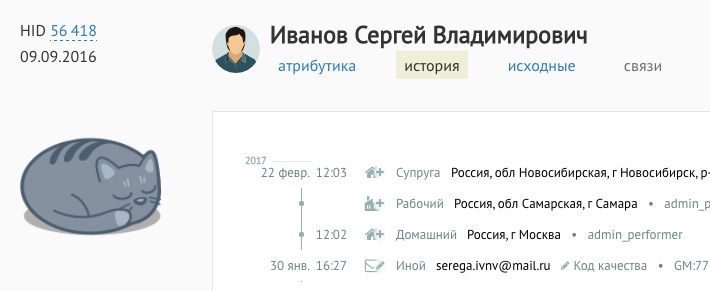 HID 56 418
09.09.2016
Иванов Сергей Владимирович
атрибутика история исходные связи
2017
22 февр. 12:03 Супруга Россия, обл Новосибирская, г Новосибирск, р-
Рабочий Россия, обл Самарская, г Самара • admin_p
12:02 Домашний Россия, г Москва • admin_performer
30 янв. 16:27 Иной serega.ivnv@mail.ru Код качества • GM:77